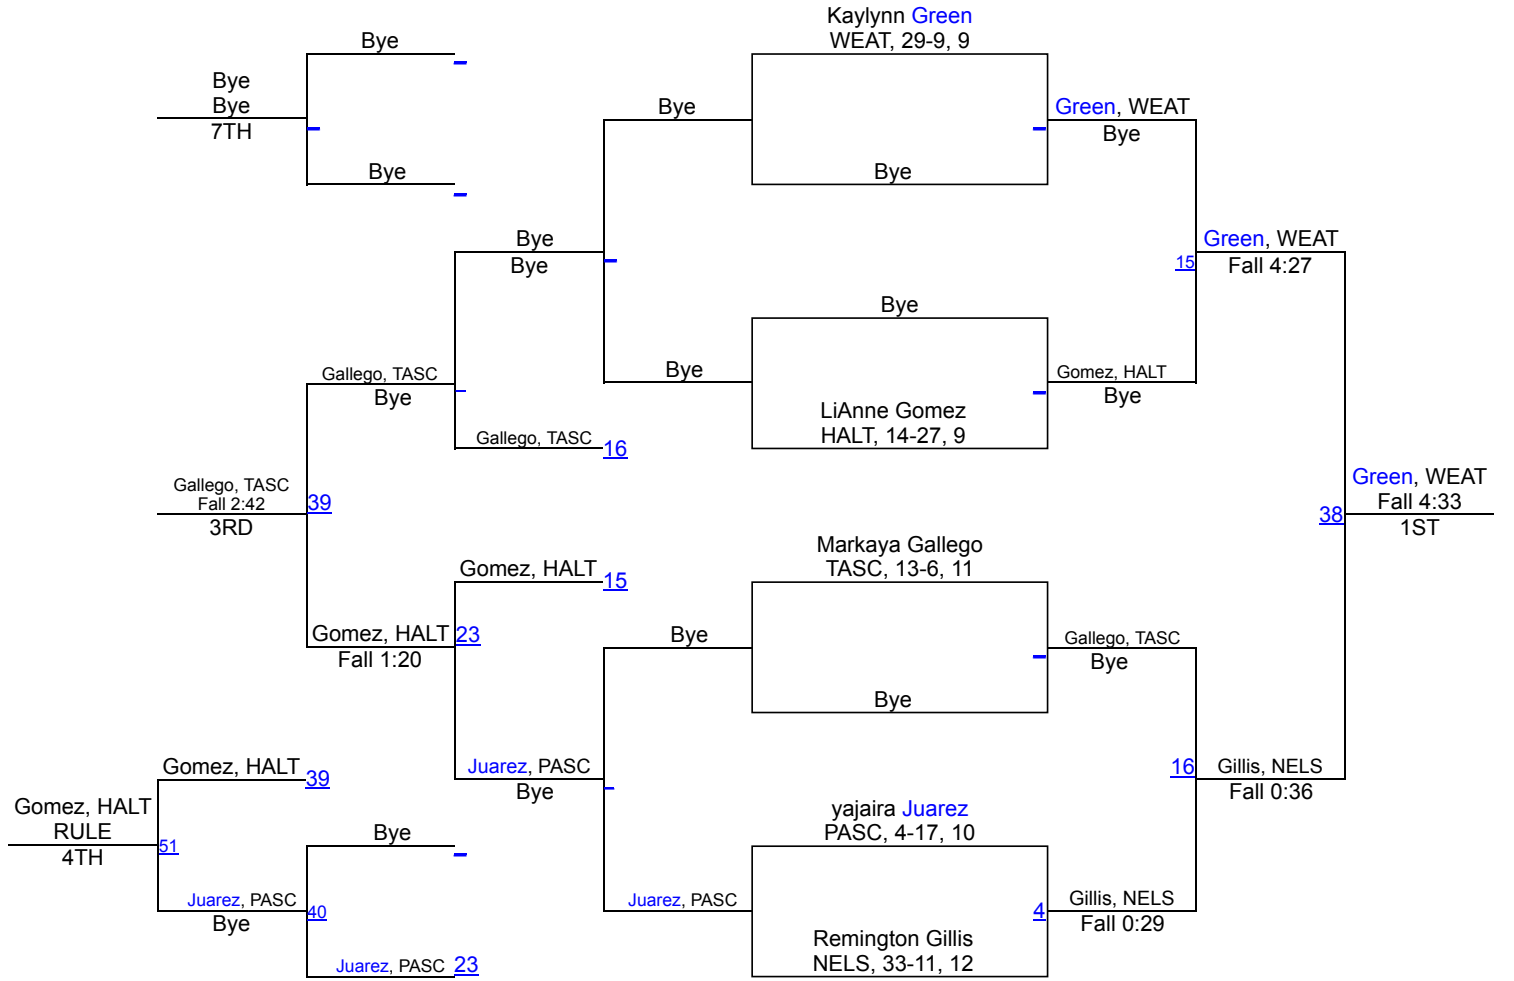 Kaylynn Green
WEAT, 29-9, 9
Bye
Bye
Bye
7TH
Bye
Bye
Green, WEAT
Bye
Bye
Bye
Bye
Green, WEAT
15
Fall 4:27
Bye
Bye
Gallego, TASC
Bye
Gomez, HALT
Bye
LiAnne Gomez
HALT, 14-27, 9
Gallego, TASC
16
Gallego, TASC
Fall 2:42
39
3RD
Green, WEAT
Fall 4:33
38
1ST
Markaya Gallego
TASC, 13-6, 11
Gomez, HALT
15
Gomez, HALT
23
Fall 1:20
Bye
Gallego, TASC
Bye
Bye
Gomez, HALT
39
Juarez, PASC
Bye
16
Gillis, NELS
Fall 0:36
Gomez, HALT
RULE
51
4TH
Bye
yajaira Juarez
PASC, 4-17, 10
Juarez, PASC
Bye
40
Juarez, PASC
4
Gillis, NELS
Fall 0:29
Remington Gillis
NELS, 33-11, 12
Juarez, PASC
23